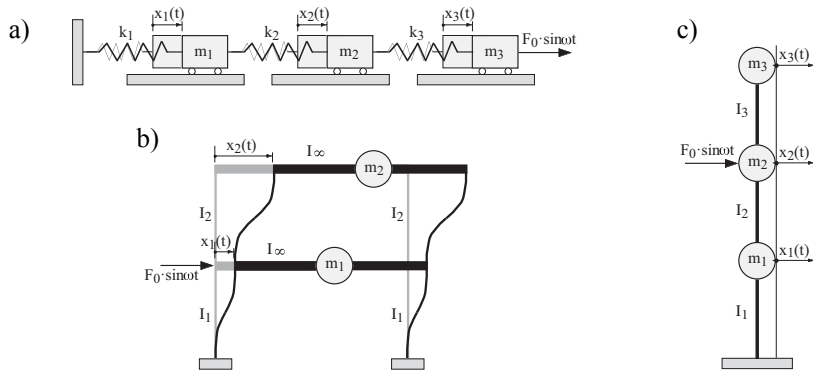 a)
k₁ x₁(t) m₁ k₂ x₂(t) m₂ k₃ x₃(t) m₃ F₀·sinωt
b)
x₂(t)
I∞
m₂
I₂ I₂
x₁(t)
I∞
F₀·sinωt
m₁
I₁ I₁
c)
m₃ x₃(t)
I₃
F₀·sinωt
m₂ x₂(t)
I₂
m₁ x₁(t)
I₁